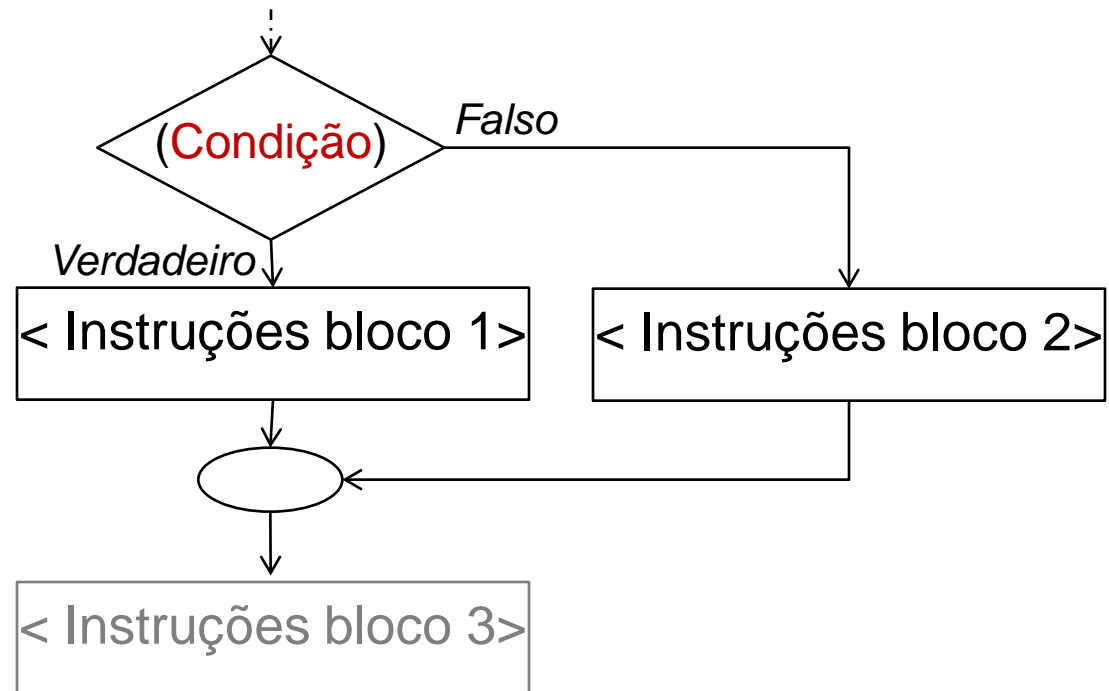 Falso
(Condição)
Verdadeiro
< Instruções bloco 1>
< Instruções bloco 2>
< Instruções bloco 3>